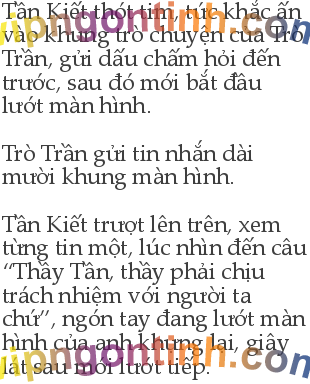 Tần Kiết thót tim, tức khắc ấn
vào khung trò chuyện của Trò
Trần, gửi dấu chấm hỏi đến
trước, sau đó mới bắt đầu
lướt màn hình.
Trò Trần gửi tin nhắn dài
mười khung màn hình.
Tần Kiết trượt lên trên, xem
từng tin một, lúc nhìn đến câu
“Thầy Tần, thầy phải chịu
trách nhiệm với người ta
chứ”, ngón tay đang lướt màn
hình của anh khựng lại, giây
lát sau mới lướt tiếp.
vipngontinh.com
vipngontinh.com